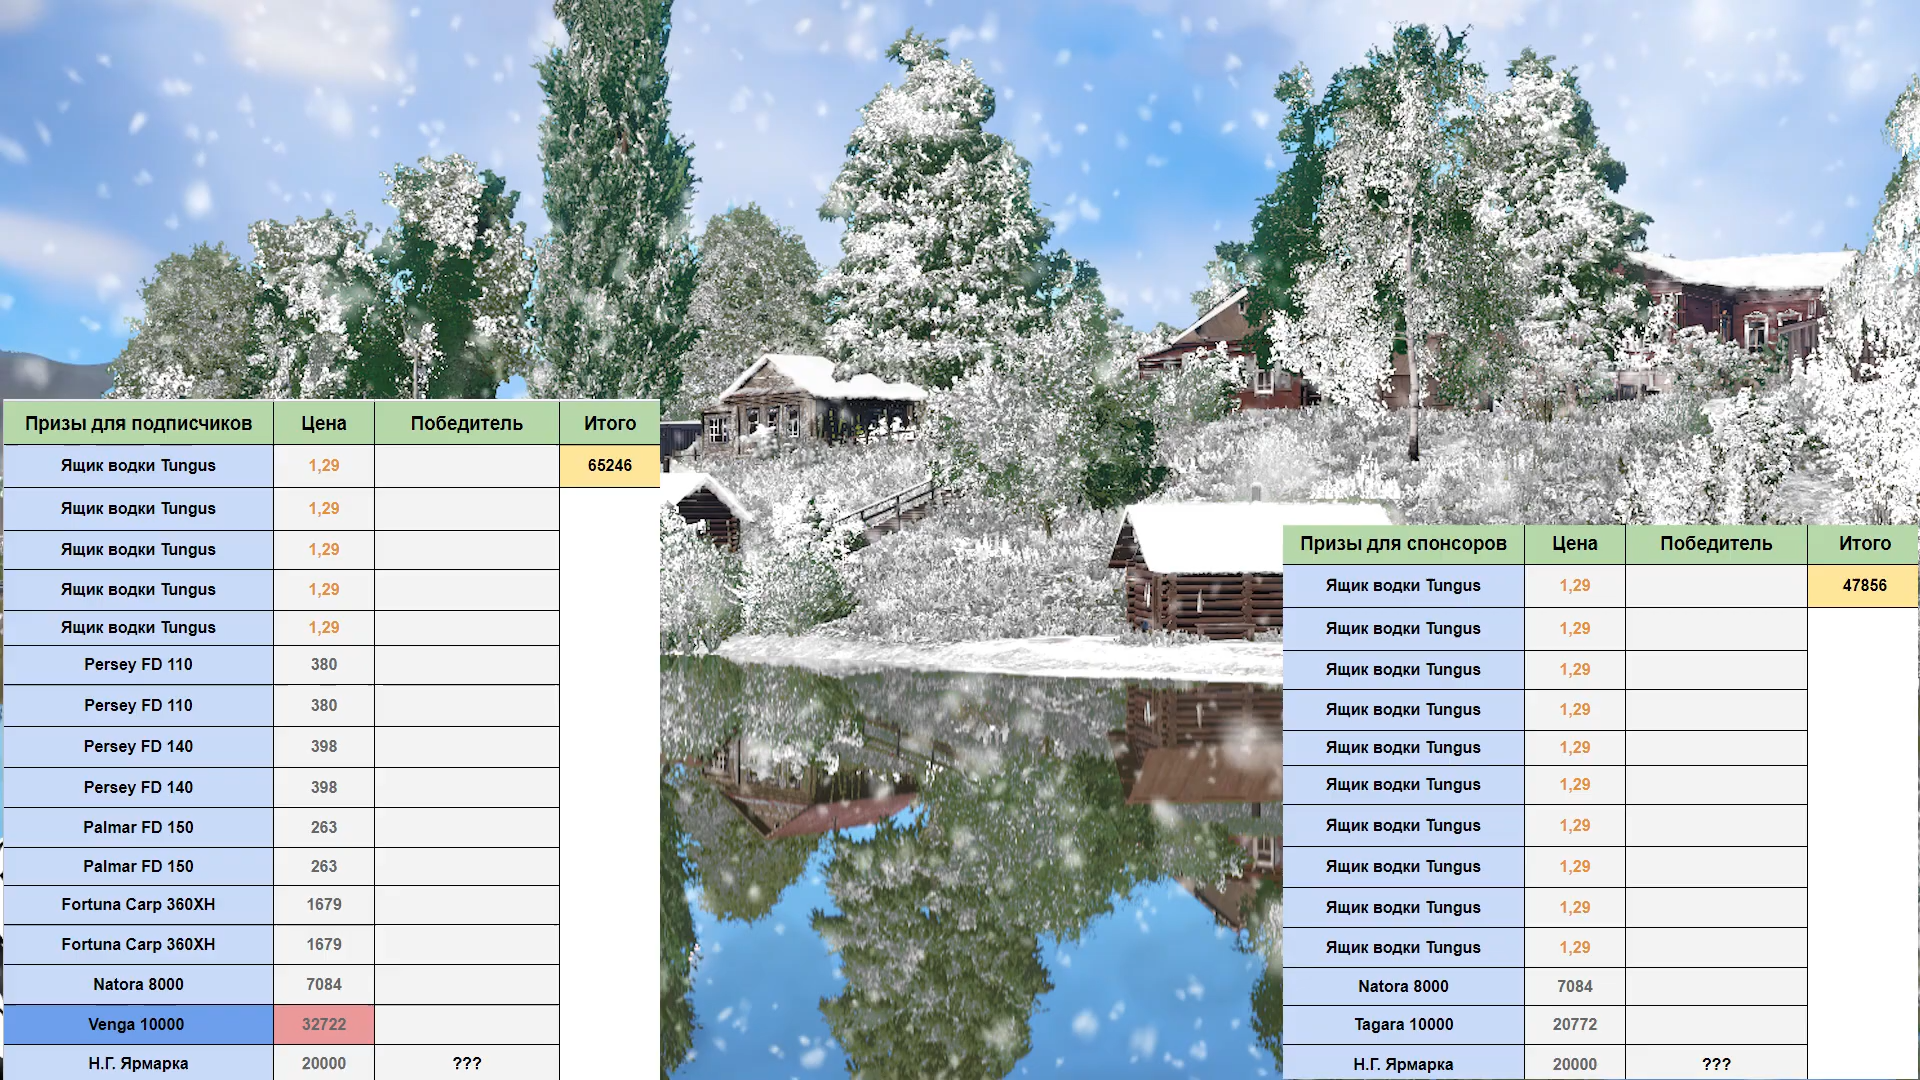 Призы для подписчиков Цена Победитель Итого
Ящик водки Tungus 1,29 65246
Ящик водки Tungus 1,29
Ящик водки Tungus 1,29
Ящик водки Tungus 1,29
Ящик водки Tungus 1,29
Persey FD 110 380
Persey FD 110 380
Persey FD 140 398
Persey FD 140 398
Palmar FD 150 263
Palmar FD 150 263
Fortuna Carp 360XH 1679
Fortuna Carp 360XH 1679
Natora 8000 7084
Venga 10000 32722
Н.Г. Ярмарка 20000 ???
Призы для спонсоров Цена Победитель Итого
Ящик водки Tungus 1,29 47856
Ящик водки Tungus 1,29
Ящик водки Tungus 1,29
Ящик водки Tungus 1,29
Ящик водки Tungus 1,29
Ящик водки Tungus 1,29
Ящик водки Tungus 1,29
Ящик водки Tungus 1,29
Ящик водки Tungus 1,29
Ящик водки Tungus 1,29
Natora 8000 7084
Tagara 10000 20772
Н.Г. Ярмарка 20000 ???